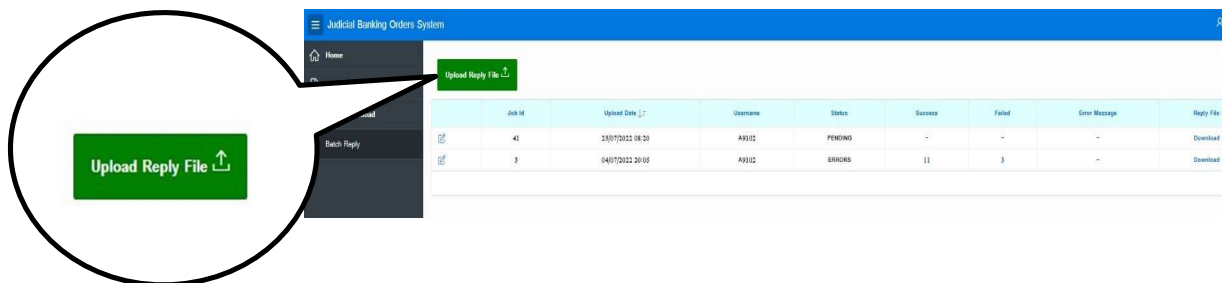 Judicial Banking Orders System
Home
Upload Reply File
Upload Reply File
Batch Reply
Job Id Upload Date Username Status Success Failed Error Message Reply File
41 25/07/2022 08:20 A9102 PENDING - - - Download
3 04/07/2022 20:05 A9102 ERRORS 11 3 - Download